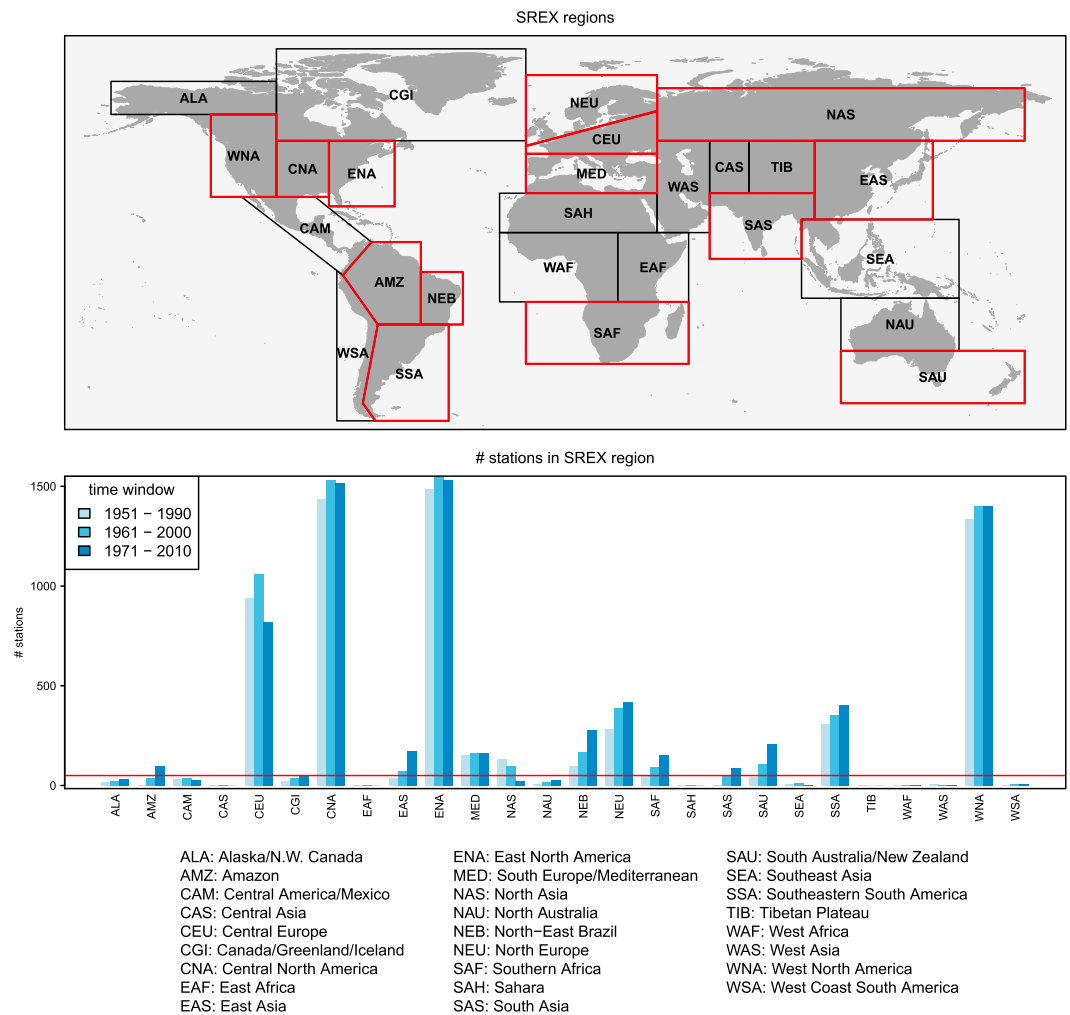 SREX regions
ALA
CGI
NEU
NAS
CEU
WNA
CNA
ENA
MED
WAS
CAS
TIB
EAS
SAH
SAS
CAM
SEA
WAF
EAF
AMZ
NEB
NAU
SAF
WSA
SSA
SAU
# stations in SREX region
time window
1951 − 1990
1961 − 2000
1971 − 2010
# stations
1500
1000
500
0
ALA AMZ CAM CAS CEU CGI CNA EAF EAS ENA MED NAS NAU NEB NEU SAF SAH SAS SAU SEA SSA TIB WAF WAS WNA WSA
ALA: Alaska/N.W. Canada
AMZ: Amazon
CAM: Central America/Mexico
CAS: Central Asia
CEU: Central Europe
CGI: Canada/Greenland/Iceland
CNA: Central North America
EAF: East Africa
EAS: East Asia
ENA: East North America
MED: South Europe/Mediterranean
NAS: North Asia
NAU: North Australia
NEB: North−East Brazil
NEU: North Europe
SAF: Southern Africa
SAH: Sahara
SAS: South Asia
SAU: South Australia/New Zealand
SEA: Southeast Asia
SSA: Southeastern South America
TIB: Tibetan Plateau
WAF: West Africa
WAS: West Asia
WNA: West North America
WSA: West Coast South America